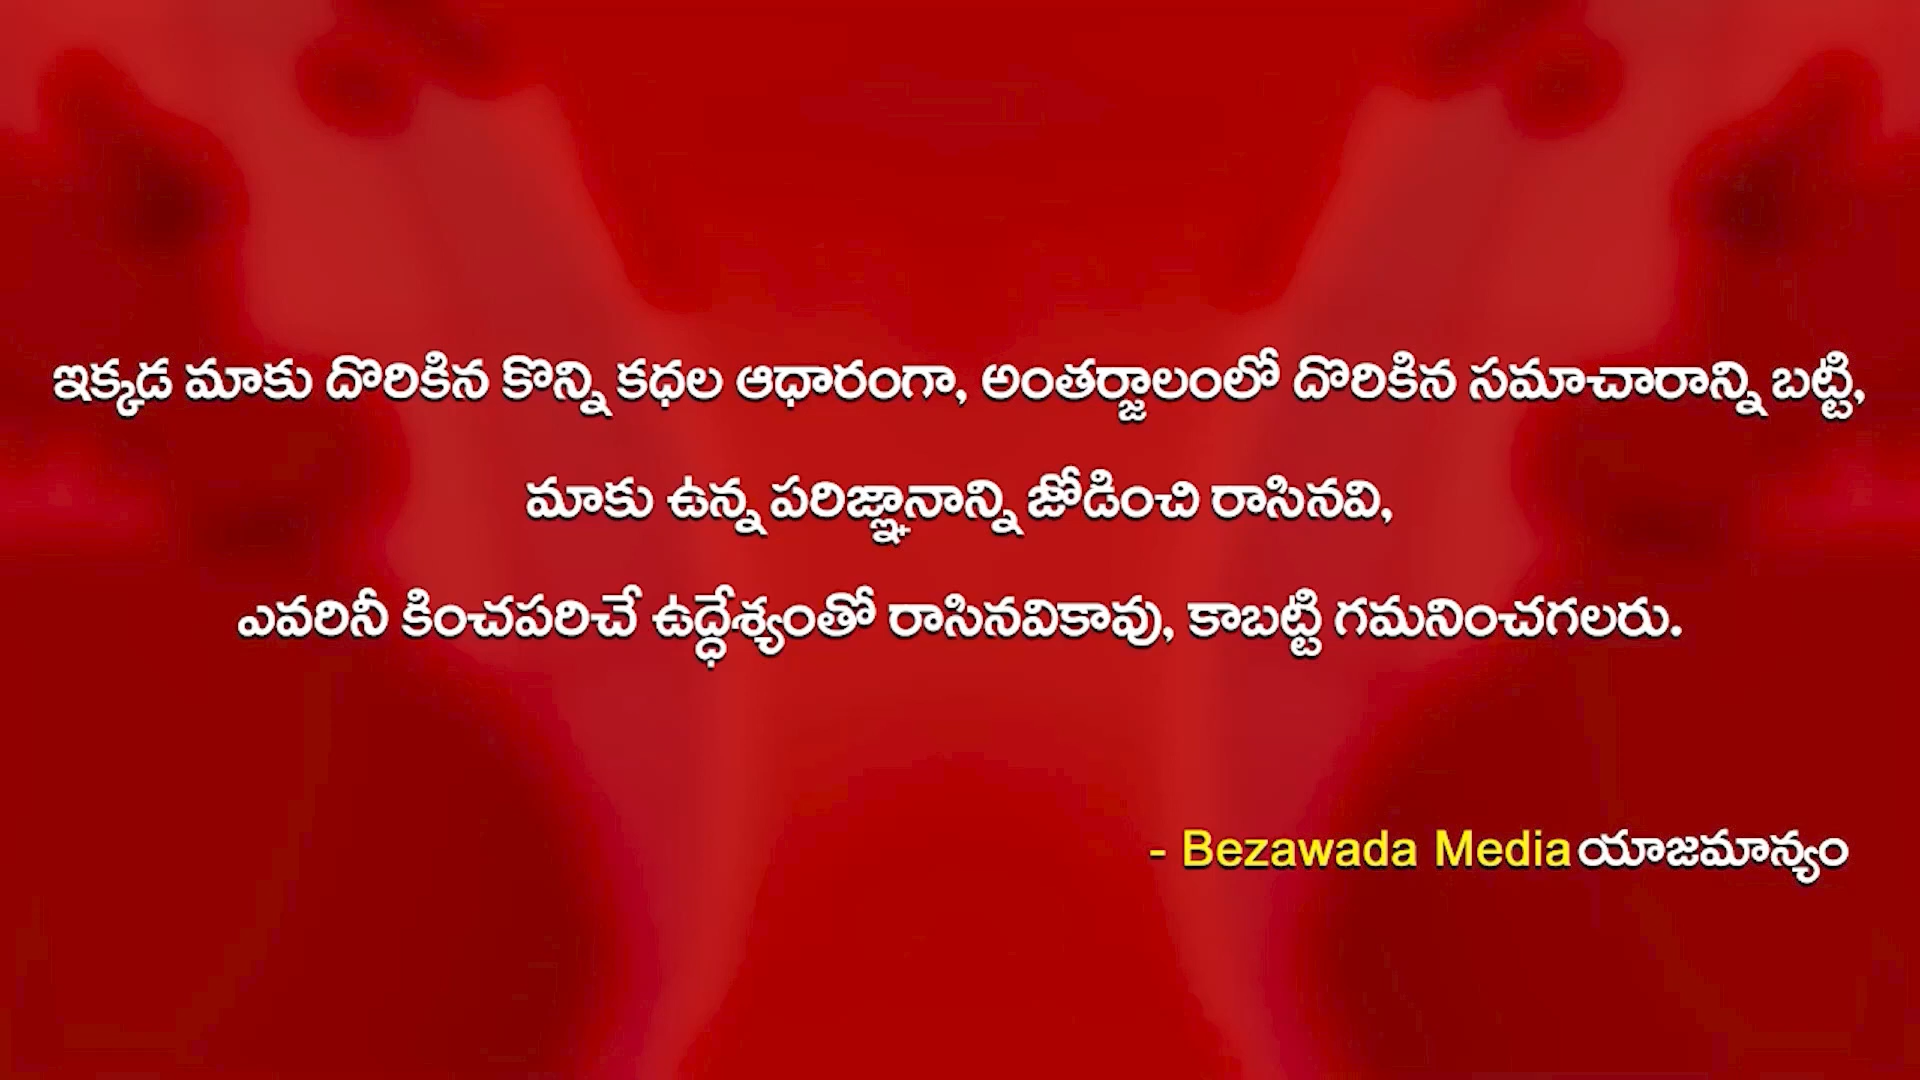 ఇక్కడ మాకు దొరికిన కొన్ని కధల ఆధారంగా, అంతర్జాలంలో దొరికిన సమాచారాన్ని బట్టి,
మాకు ఉన్న పరిజ్ఞానాన్ని జోడించి రాసినవి,
ఎవరినీ కించపరిచే ఉద్ధేశ్యంతో రాసినవికావు, కాబట్టి గమనించగలరు.
- Bezawada Media యాజమాన్యం